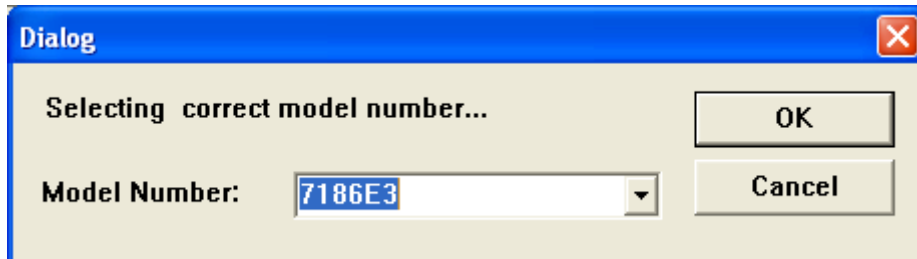 Dialog
Selecting  correct model number...
OK
Model Number:
7186E3
Cancel